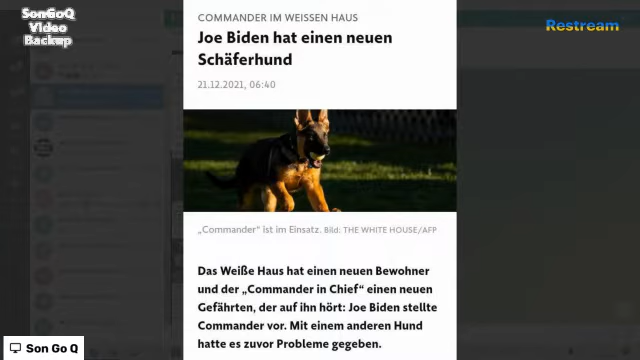 SonGoQ
Video
Backup
Restream
COMMANDER IM WEISSEN HAUS
Joe Biden hat einen neuen
Schäferhund
21.12.2021, 06:40
„Commander“ ist im Einsatz. Bild: THE WHITE HOUSE/AFP
Das Weiße Haus hat einen neuen Bewohner
und der „Commander in Chief“ einen neuen
Gefährten, der auf ihn hört: Joe Biden stellte
Commander vor. Mit einem anderen Hund
hatte es zuvor Probleme gegeben.
Son Go Q